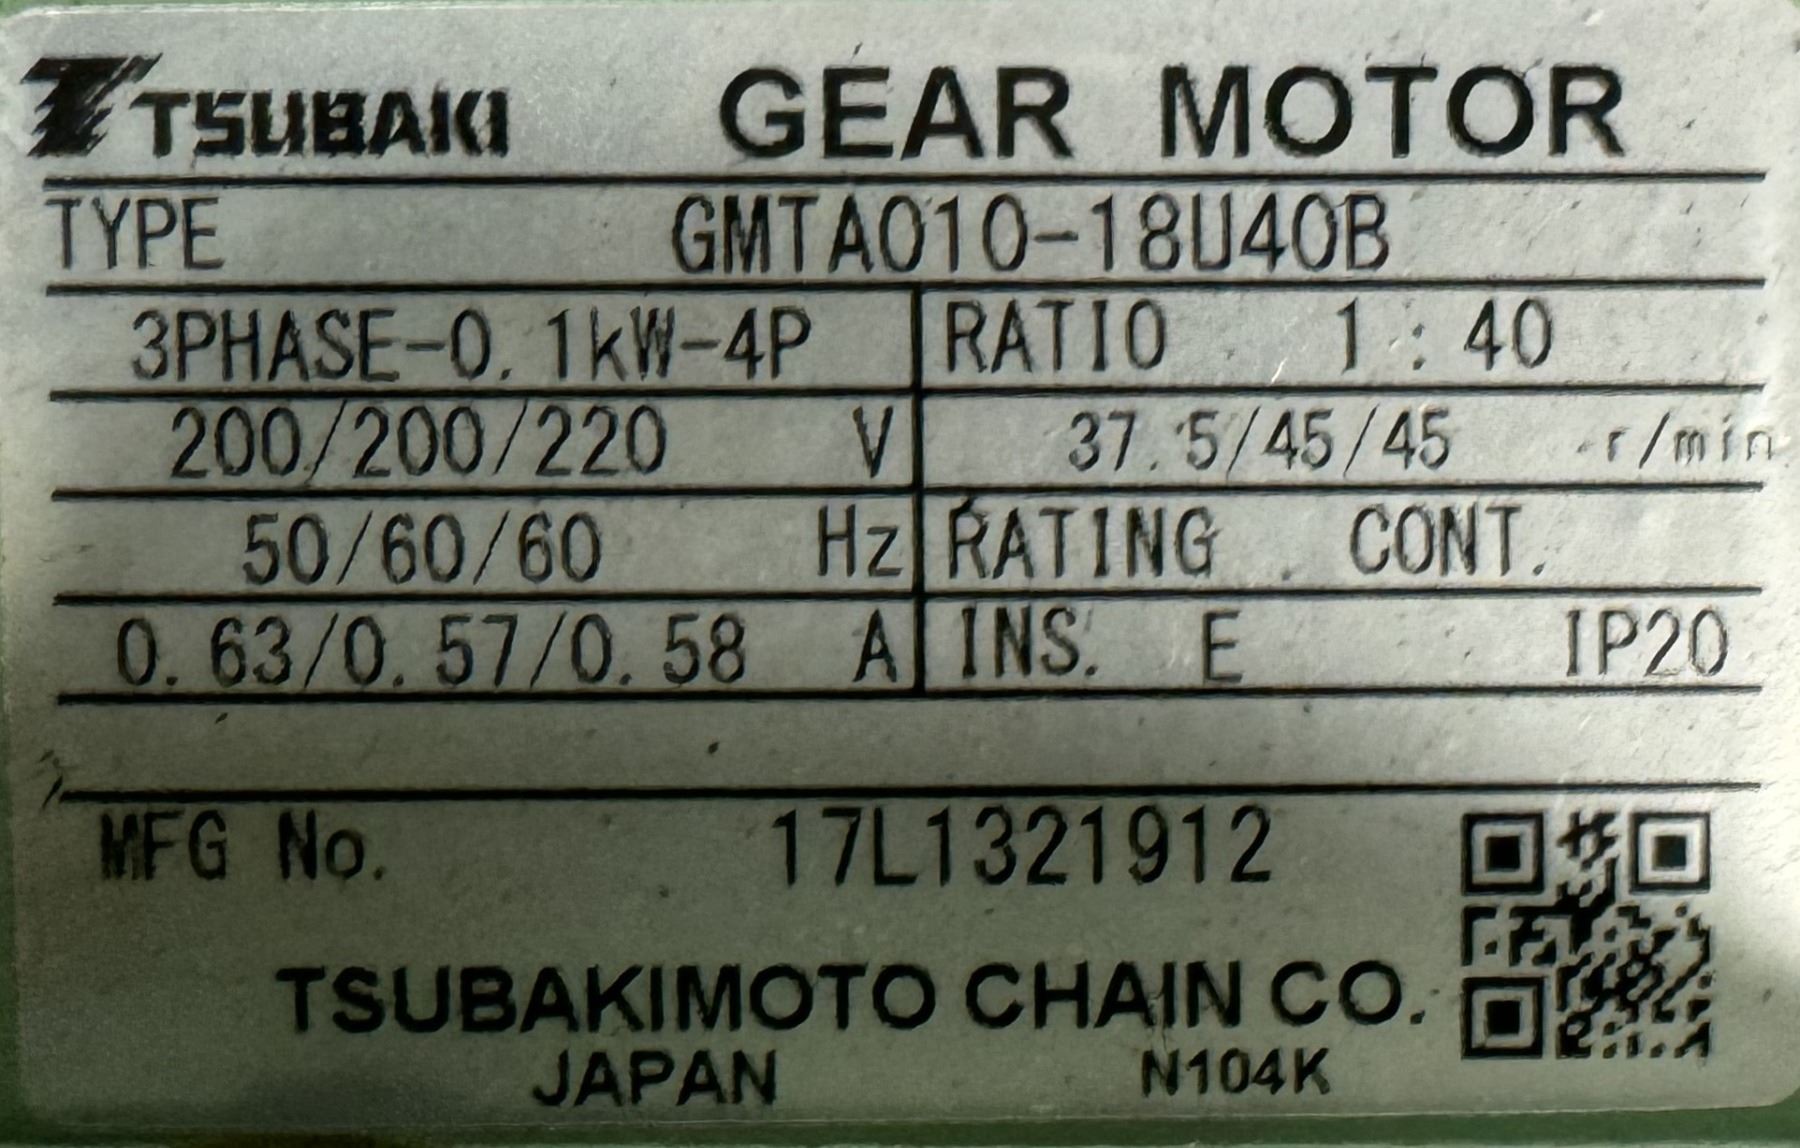 TSUBAKI GEAR MOTOR
TYPE GMTA010-18U40B
3PHASE-0.1kW-4P RATIO 1:40
200/200/220 V 37.5/45/45 r/min
50/60/60 Hz RATING CONT.
0.63/0.57/0.58 A INS. E IP20
MFG No. 17L1321912
TSUBAKIMOTO CHAIN CO.
JAPAN N104K